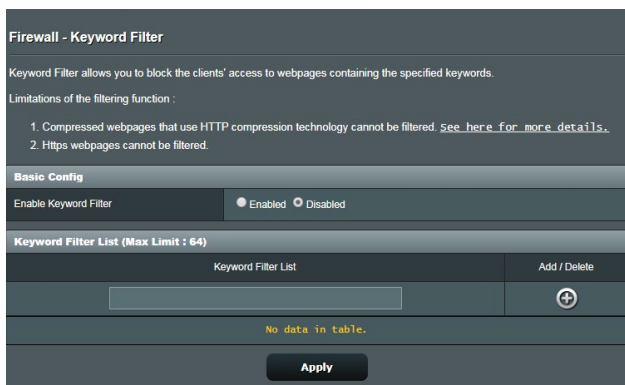 Firewall - Keyword Filter
Keyword Filter allows you to block the clients' access to webpages containing the specified keywords.
Limitations of the filtering function :
1. Compressed webpages that use HTTP compression technology cannot be filtered. See here for more details.
2. Https webpages cannot be filtered.
Basic Config
Enable Keyword Filter Enabled Disabled
Keyword Filter List (Max Limit : 64)
Keyword Filter List Add / Delete
No data in table.
Apply